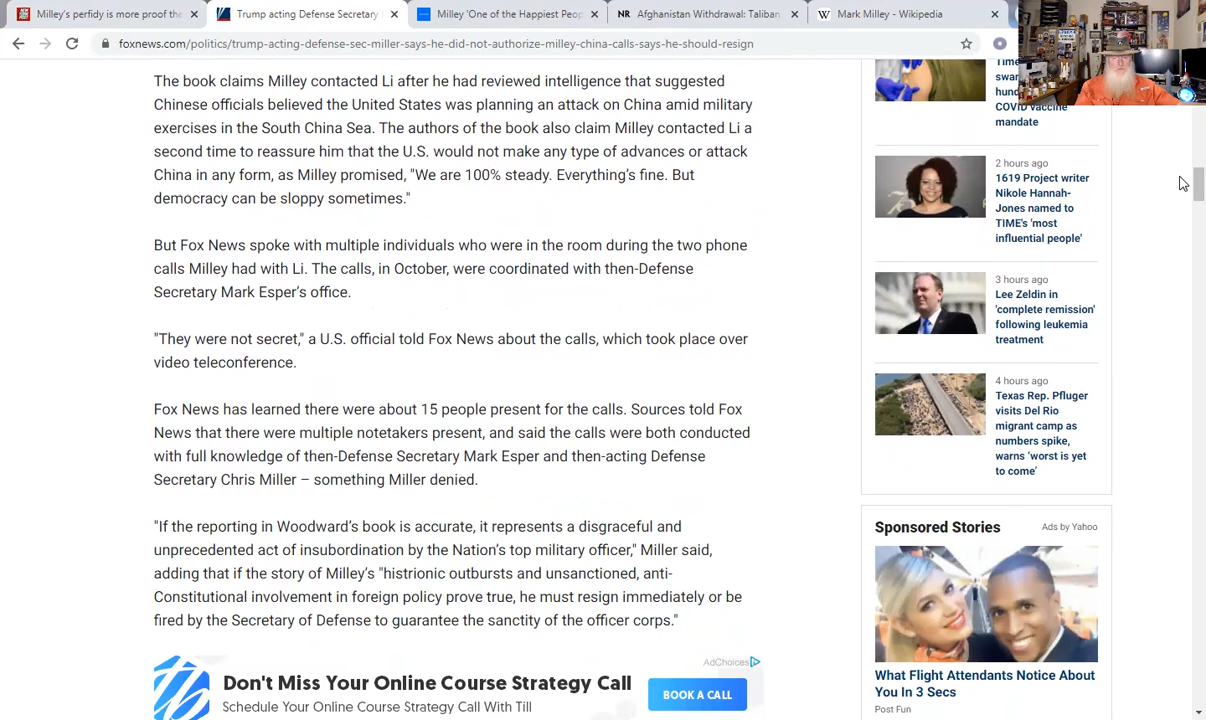 Milley's perfidy is more proof the
Trump acting Defense Secretary
Milley 'One of the Happiest Peop
NR Afghanistan Withdrawal: Taliban
W Mark Milley - Wikipedia
foxnews.com/politics/trump-acting-defense-sec-miller-says-he-did-not-authorize-milley-china-calls-says-he-should-resign
The book claims Milley contacted Li after he had reviewed intelligence that suggested
Chinese officials believed the United States was planning an attack on China amid military
exercises in the South China Sea. The authors of the book also claim Milley contacted Li a
second time to reassure him that the U.S. would not make any type of advances or attack
China in any form, as Milley promised, "We are 100% steady. Everything's fine. But
democracy can be sloppy sometimes."
But Fox News spoke with multiple individuals who were in the room during the two phone
calls Milley had with Li. The calls, in October, were coordinated with then-Defense
Secretary Mark Esper's office.
"They were not secret," a U.S. official told Fox News about the calls, which took place over
video teleconference.
Fox News has learned there were about 15 people present for the calls. Sources told Fox
News that there were multiple notetakers present, and said the calls were both conducted
with full knowledge of then-Defense Secretary Mark Esper and then-acting Defense
Secretary Chris Miller – something Miller denied.
"If the reporting in Woodward's book is accurate, it represents a disgraceful and
unprecedented act of insubordination by the Nation's top military officer," Miller said,
adding that if the story of Milley's "histrionic outbursts and unsanctioned, anti-
Constitutional involvement in foreign policy prove true, he must resign immediately or be
fired by the Secretary of Defense to guarantee the sanctity of the officer corps."
AdChoices
Don't Miss Your Online Course Strategy Call
Schedule Your Online Course Strategy Call With Till
BOOK A CALL
COVID vaccine
mandate
2 hours ago
1619 Project writer
Nikole Hannah-
Jones named to
TIME's 'most
influential people'
3 hours ago
Lee Zeldin in
'complete remission'
following leukemia
treatment
4 hours ago
Texas Rep. Pfluger
visits Del Rio
migrant camp as
numbers spike,
warns 'worst is yet
to come'
Sponsored Stories
Ads by Yahoo
What Flight Attendants Notice About
You In 3 Secs
Post Fun